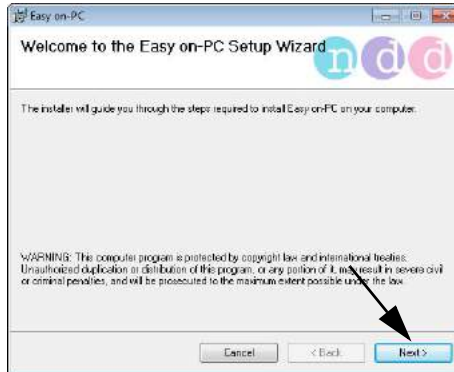 Easy on-PC
Welcome to the Easy on-PC Setup Wizard
ndd
The installer will guide you through the steps required to install Easy on-PC on your computer.
WARNING: This computer program is protected by copyright law and international treaties.
Unauthorized duplication or distribution of this program, or any portion of it, may result in severe civil
or criminal penalties, and will be prosecuted to the maximum extent possible under the law.
Cancel
< Back
Next >